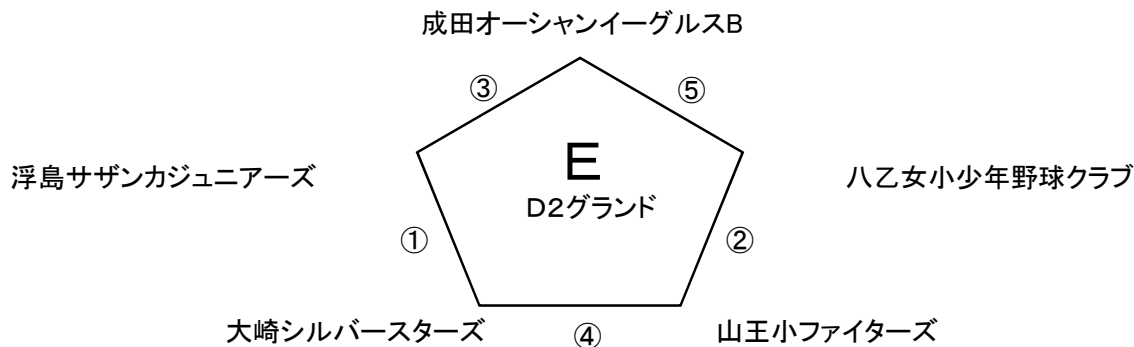 成田オーシャンイーグルスB
③
⑤
E
浮島サザンカジュニアーズ
八乙女小少年野球クラブ
D2グランド
①
②
大崎シルバースターズ
山王小ファイターズ
④